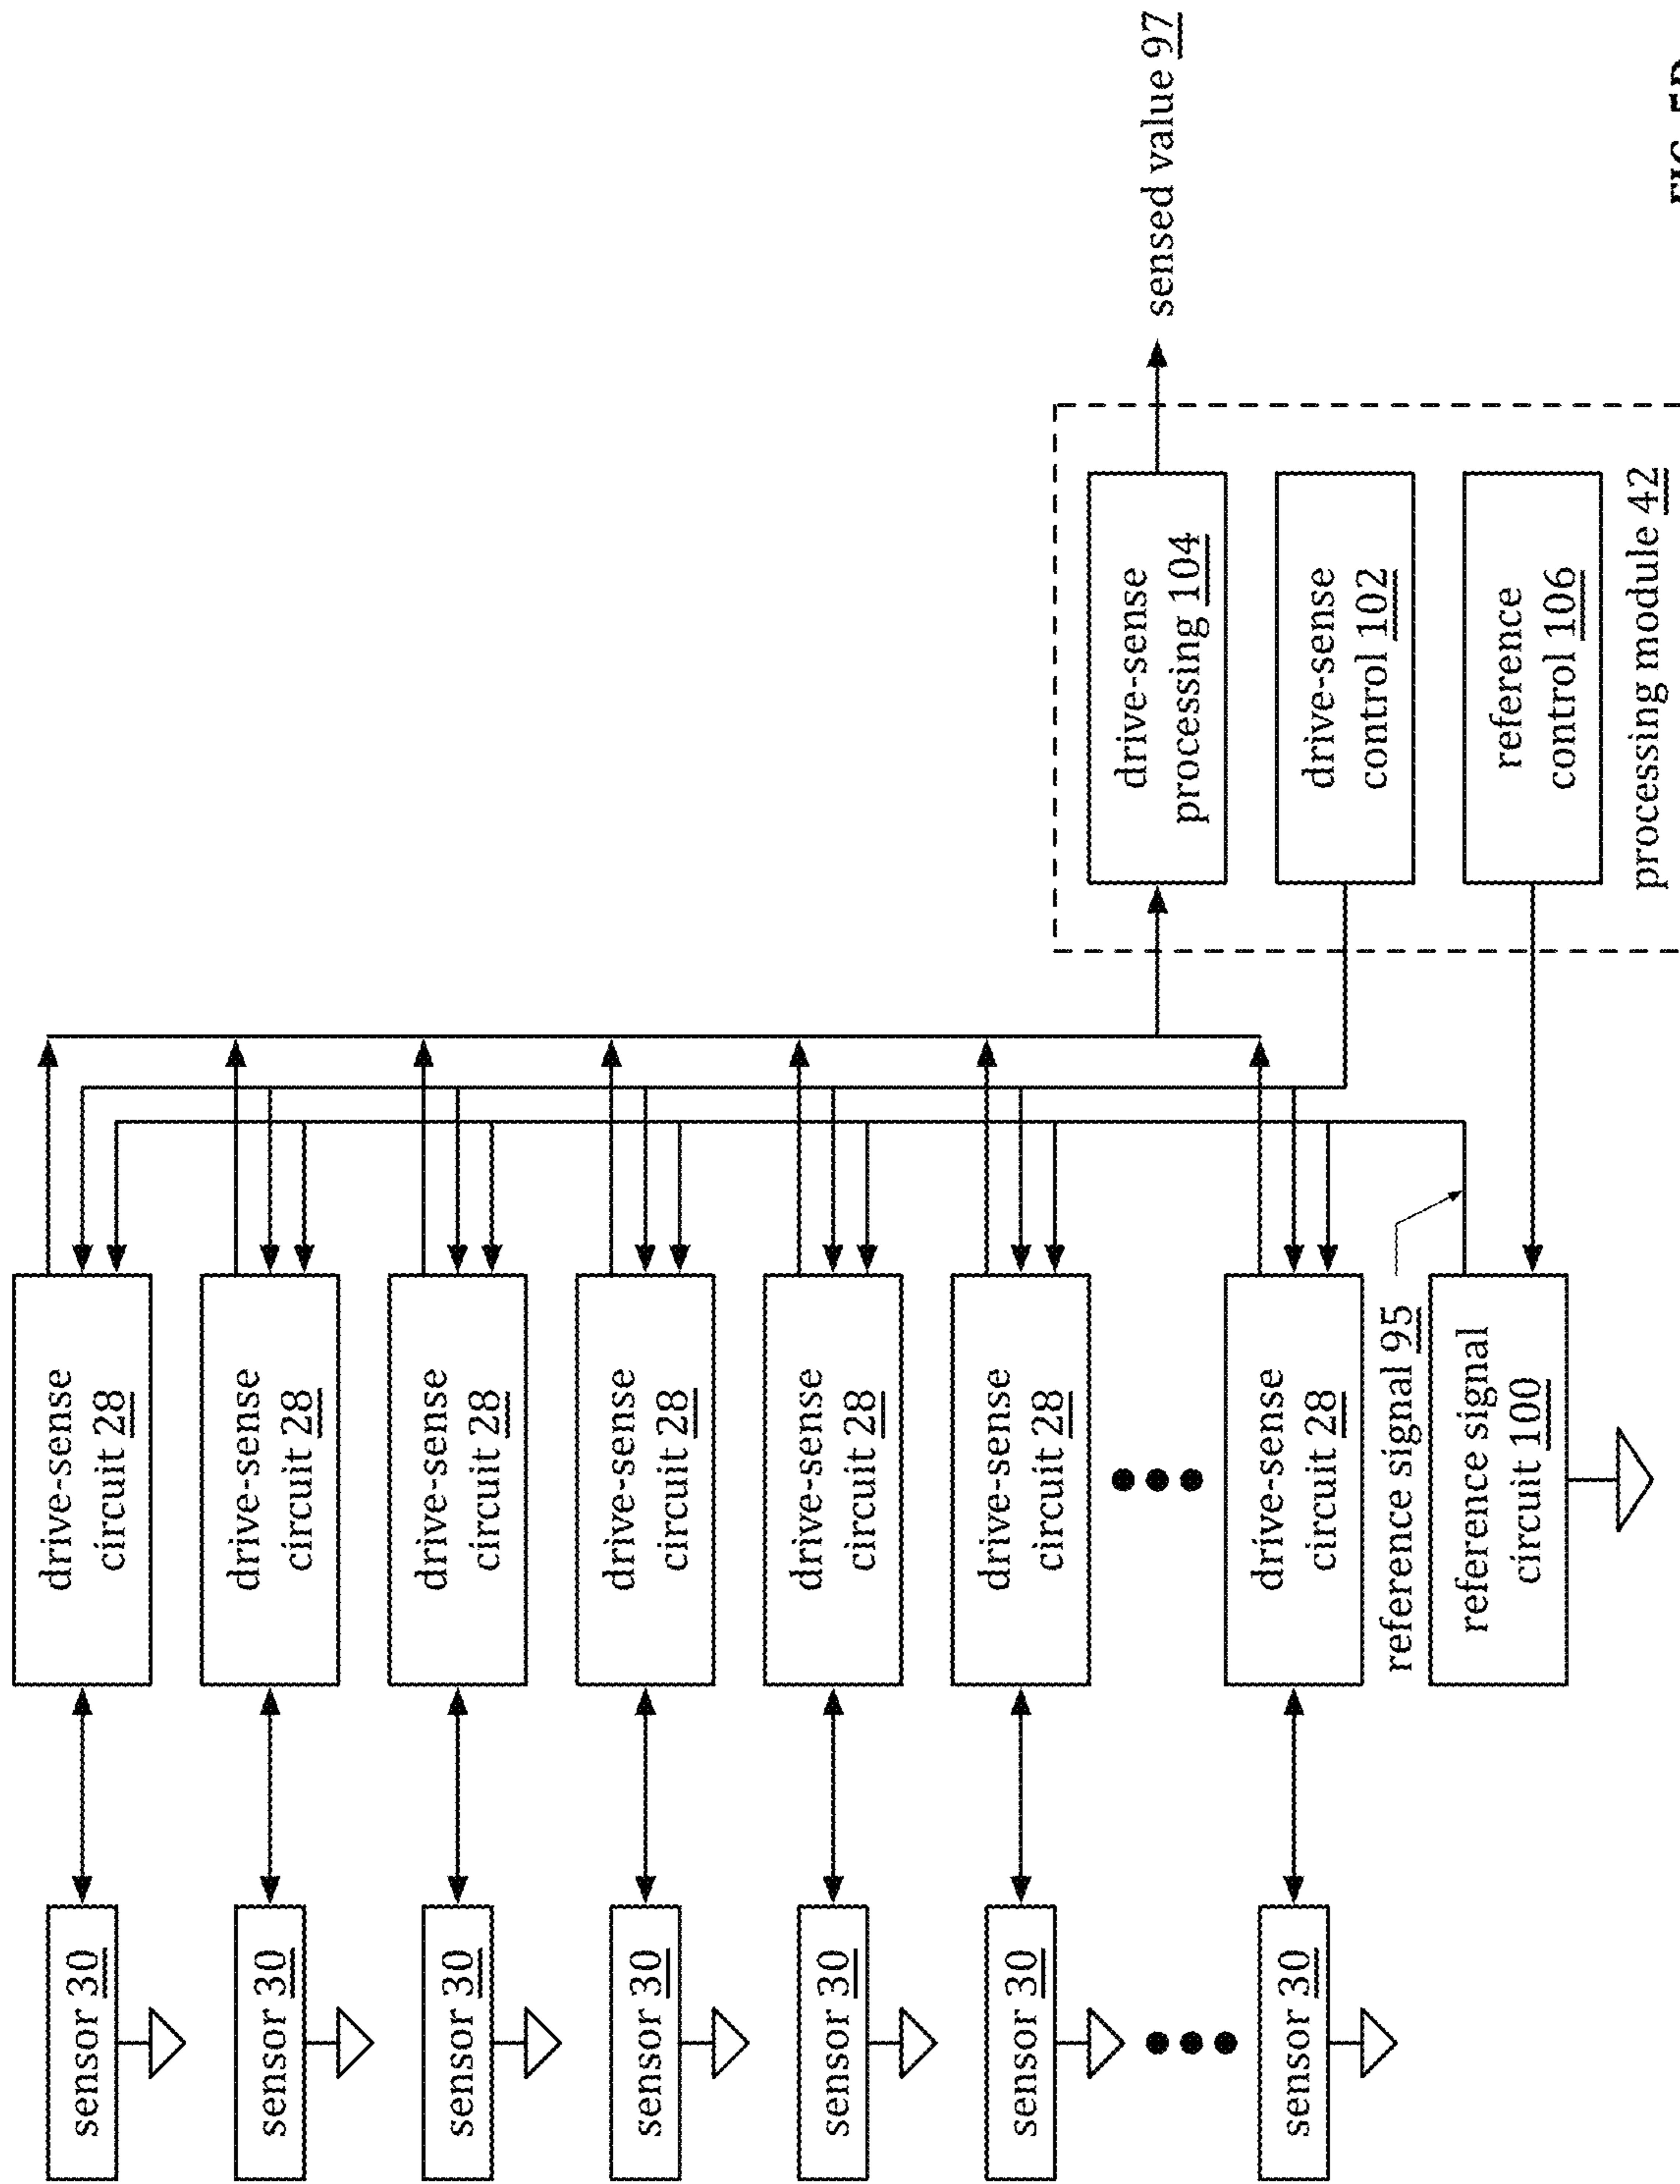 sensor 30
drive-sense
circuit 28
sensor 30
drive-sense
circuit 28
sensor 30
drive-sense
circuit 28
sensor 30
drive-sense
circuit 28
sensor 30
drive-sense
circuit 28
sensor 30
drive-sense
circuit 28
sensor 30
drive-sense
circuit 28
reference signal 95
reference signal
circuit 100
drive-sense
processing 104
sensed value 97
drive-sense
control 102
reference
control 106
processing module 42